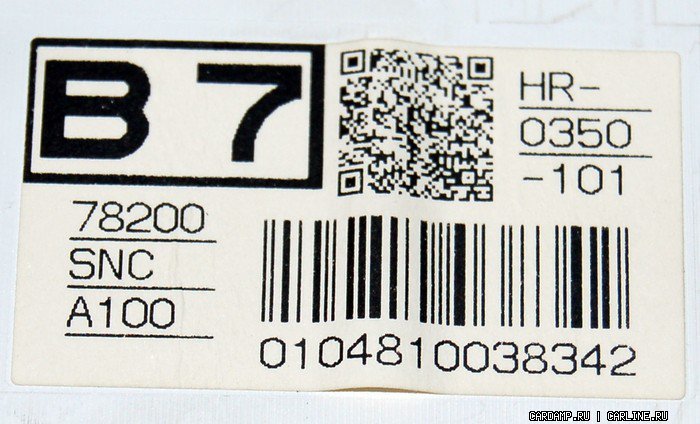 B 7
HR-
0350
-101
78200
SNC
A100
0104810038342
CARDAMP.RU | CARLINE.RU